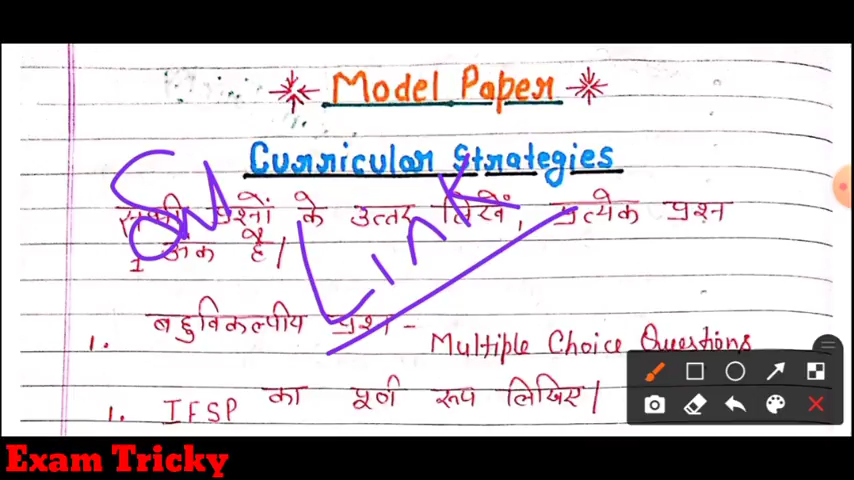 Model Paper
Curricular Strategies
सभी प्रश्नों के उत्तर लिखें, प्रत्येक प्रश्न
1 अंक है।
1. बहुविकल्पीय प्रश्न - Multiple Choice Questions
1. IFSP का पूर्ण रूप लिखिए।
Link
Exam Tricky